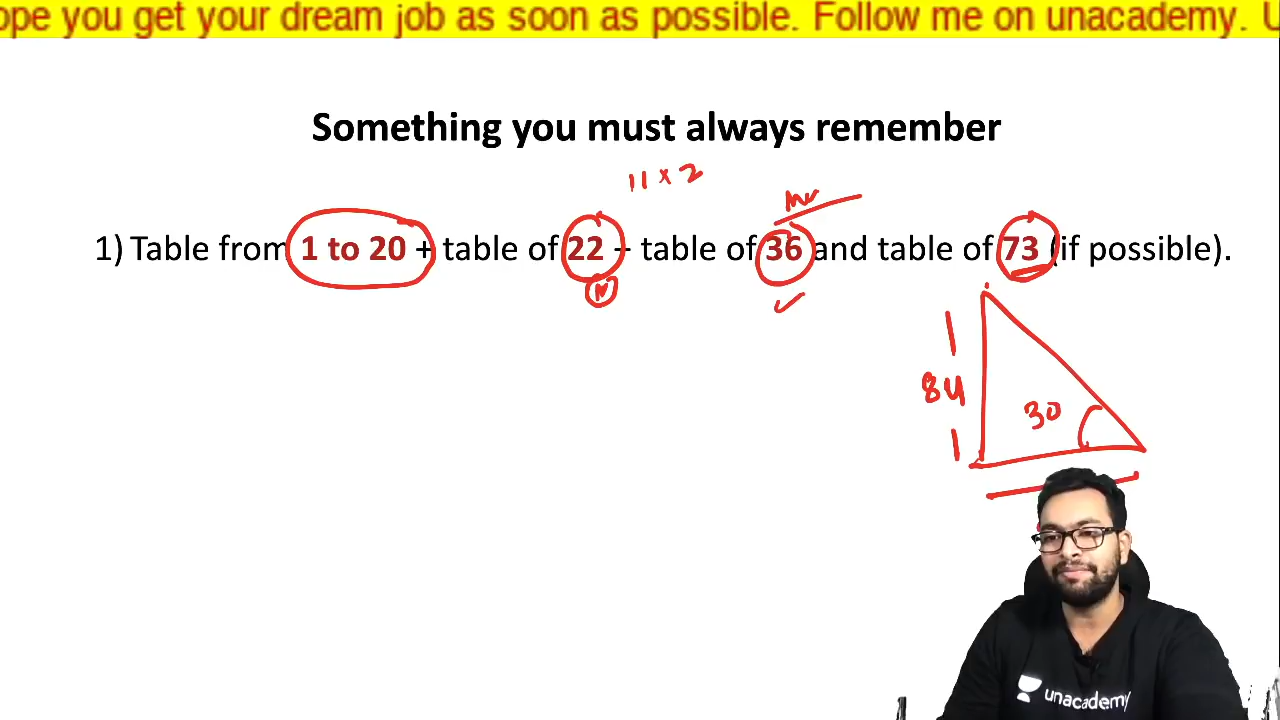 ope you get your dream job as soon as possible. Follow me on unacademy. U
Something you must always remember
11 x 2
1) Table from 1 to 20 + table of 22 + table of 36 and table of 73 (if possible).
84
30
unacademy